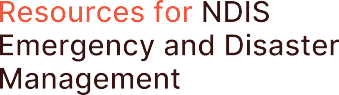 Resources for NDIS
Emergency and Disaster
Management